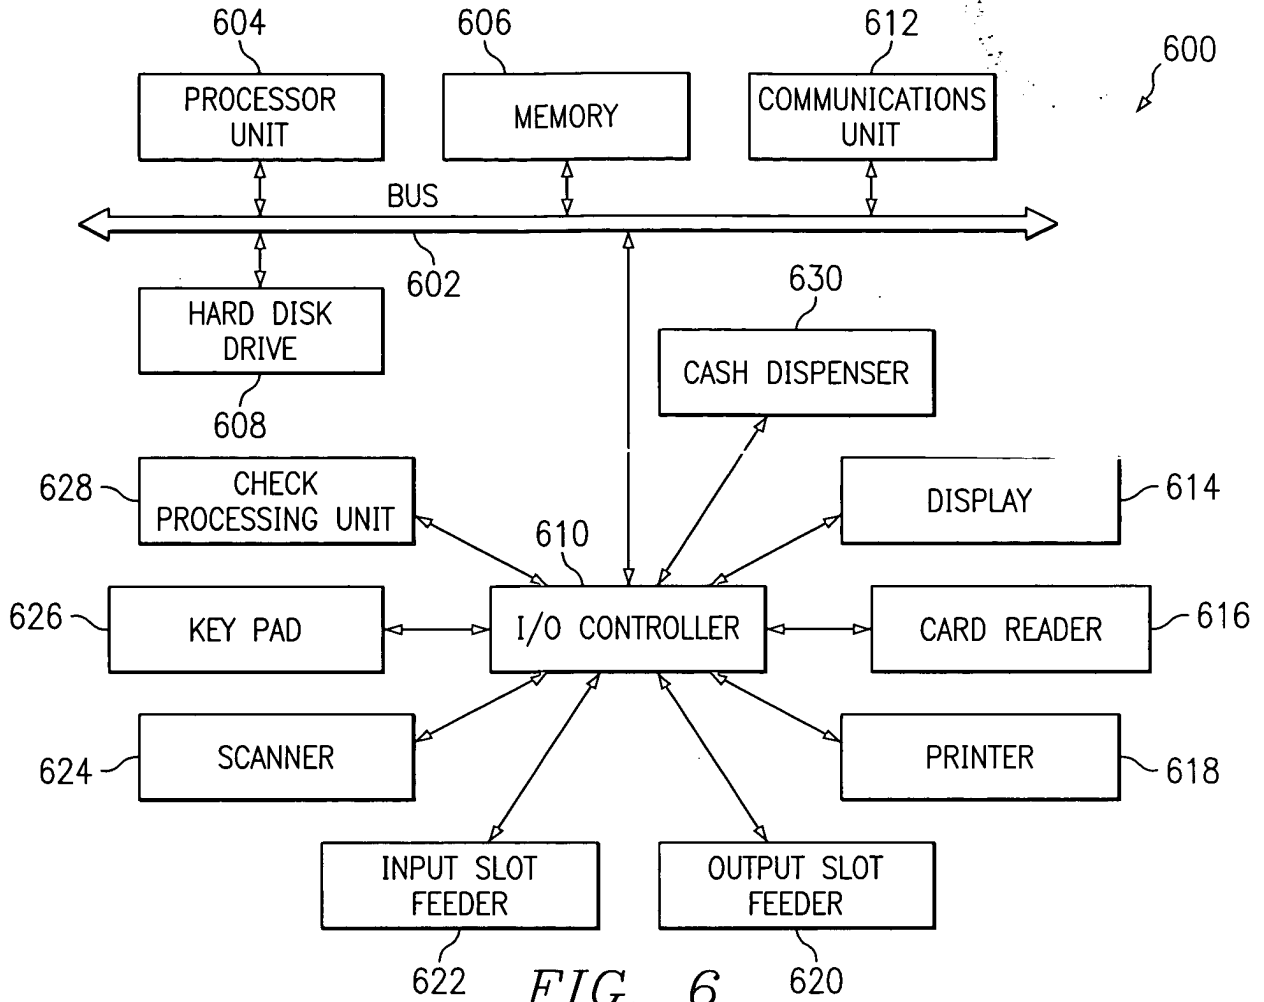 604
606
612
600
PROCESSOR
UNIT
MEMORY
COMMUNICATIONS
UNIT
BUS
602
630
HARD DISK
DRIVE
CASH DISPENSER
608
628
CHECK
PROCESSING UNIT
DISPLAY
614
610
626
KEY PAD
I/O CONTROLLER
CARD READER
616
624
SCANNER
PRINTER
618
INPUT SLOT
FEEDER
OUTPUT SLOT
FEEDER
622
620
FIG. 6